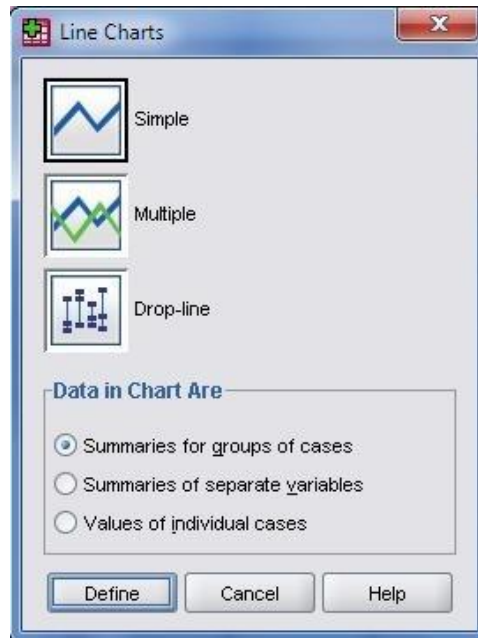 Line Charts
Simple
Multiple
Drop-line
Data in Chart Are
Summaries for groups of cases
Summaries of separate variables
Values of individual cases
Define Cancel Help